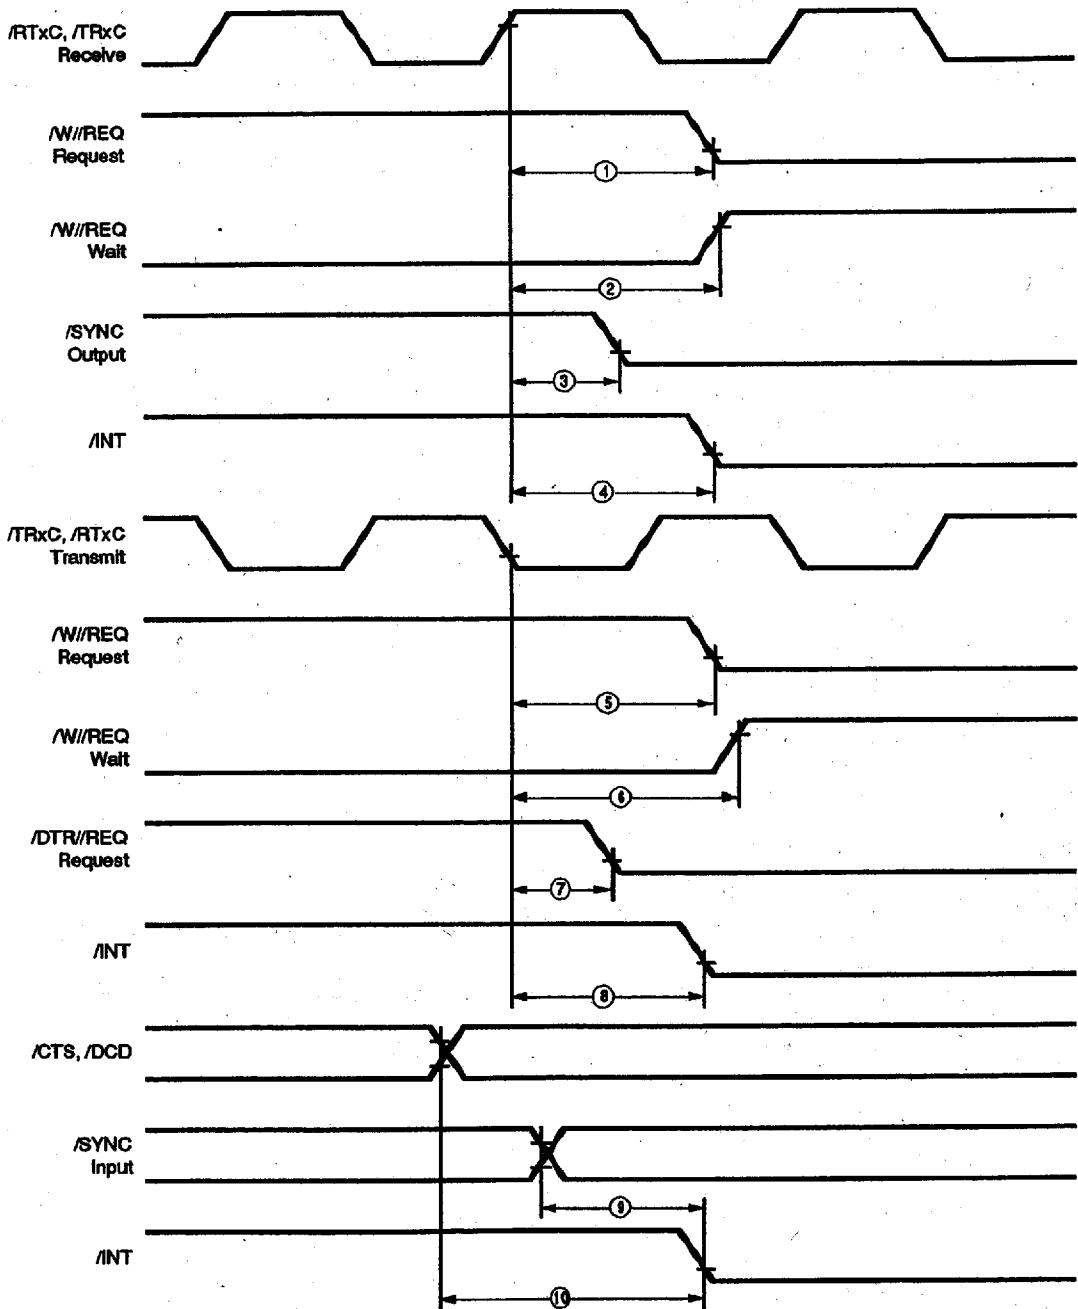 /RTxC, /TRxC
Receive
/W//REQ
Request
1
/W//REQ
Wait
2
/SYNC
Output
3
/INT
4
/TRxC, /RTxC
Transmit
/W//REQ
Request
5
/W//REQ
Wait
6
/DTR//REQ
Request
7
/INT
8
/CTS, /DCD
/SYNC
Input
9
/INT
10